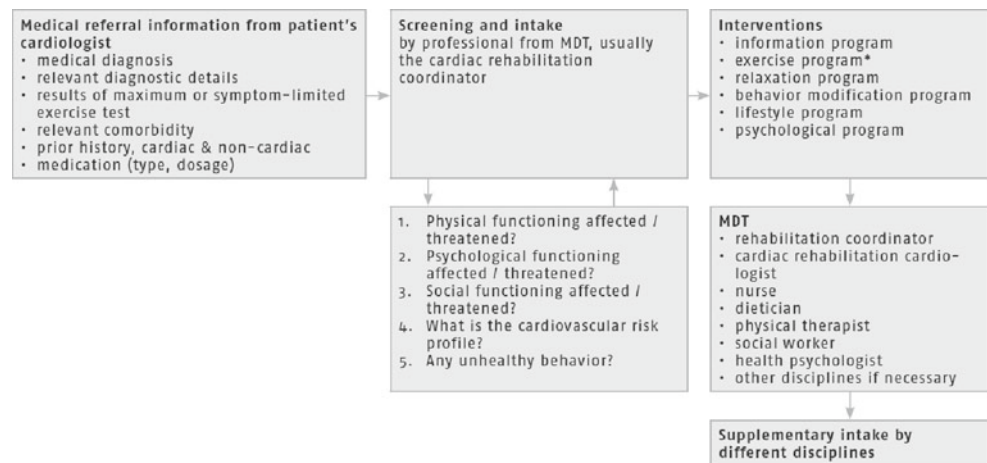 Medical referral information from patient's
cardiologist
• medical diagnosis
• relevant diagnostic details
• results of maximum or symptom-limited
exercise test
• relevant comorbidity
• prior history, cardiac & non-cardiac
• medication (type, dosage)
Screening and intake
by professional from MDT, usually
the cardiac rehabilitation
coordinator
Interventions
• information program
• exercise program*
• relaxation program
• behavior modification program
• lifestyle program
• psychological program
1. Physical functioning affected /
threatened?
2. Psychological functioning
affected / threatened?
3. Social functioning affected /
threatened?
4. What is the cardiovascular risk
profile?
5. Any unhealthy behavior?
MDT
• rehabilitation coordinator
• cardiac rehabilitation cardio-
logist
• nurse
• dietician
• physical therapist
• social worker
• health psychologist
• other disciplines if necessary
Supplementary intake by
different disciplines